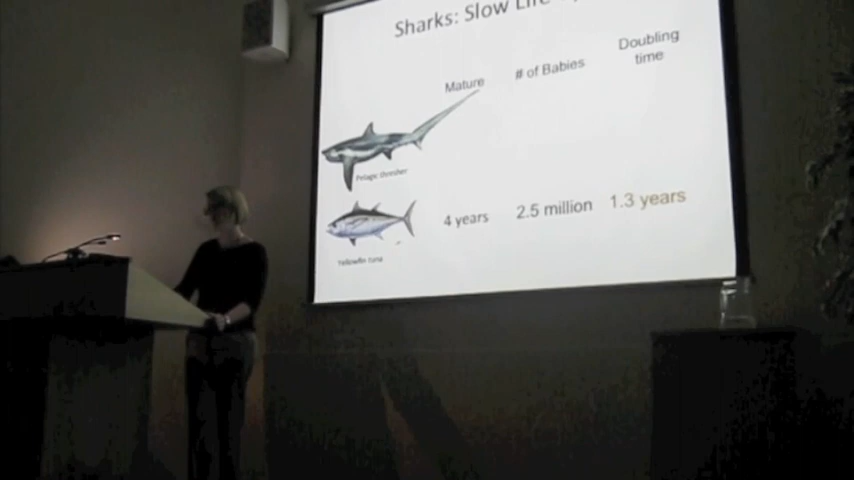 Sharks: Slow Life
Mature # of Babies Doubling
time
Pelagic thresher
4 years 2.5 million 1.3 years
Yellowfin tuna